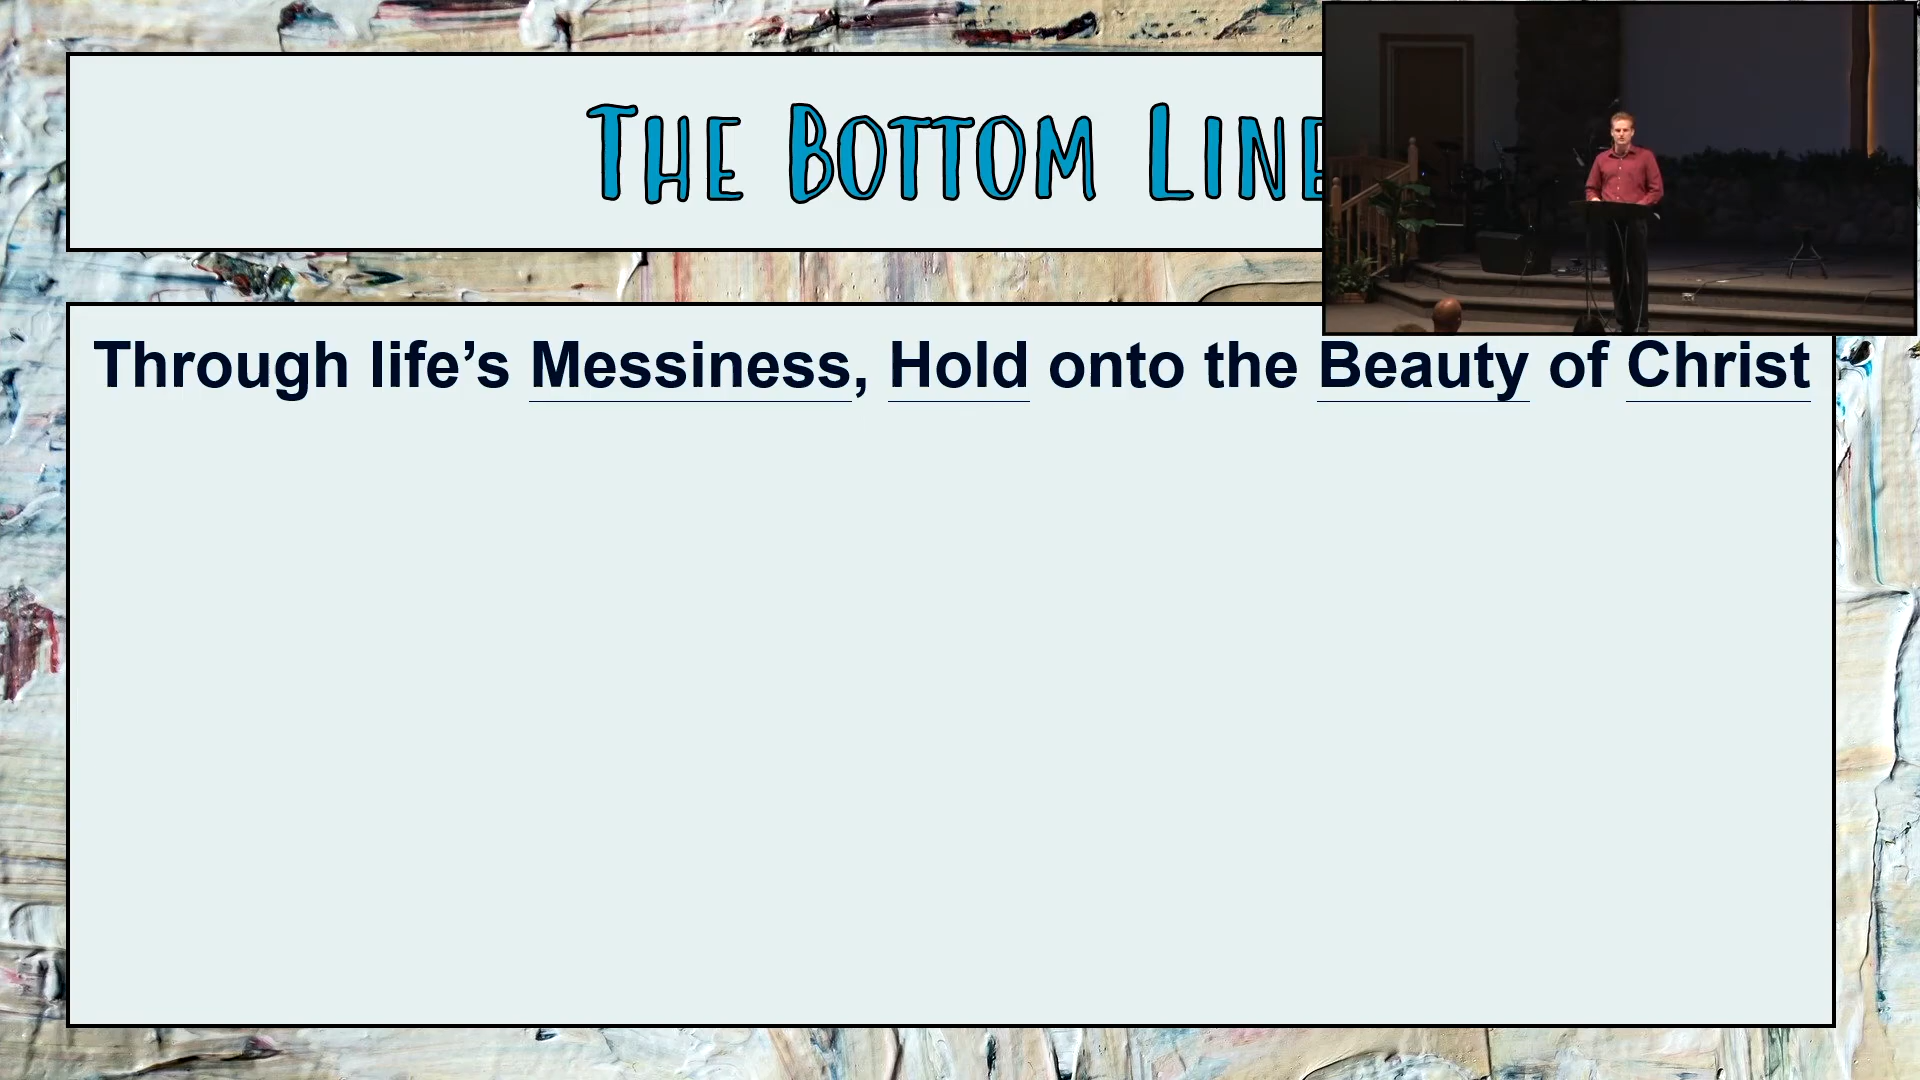 THE BOTTOM LINE
Through life’s Messiness, Hold onto the Beauty of Christ